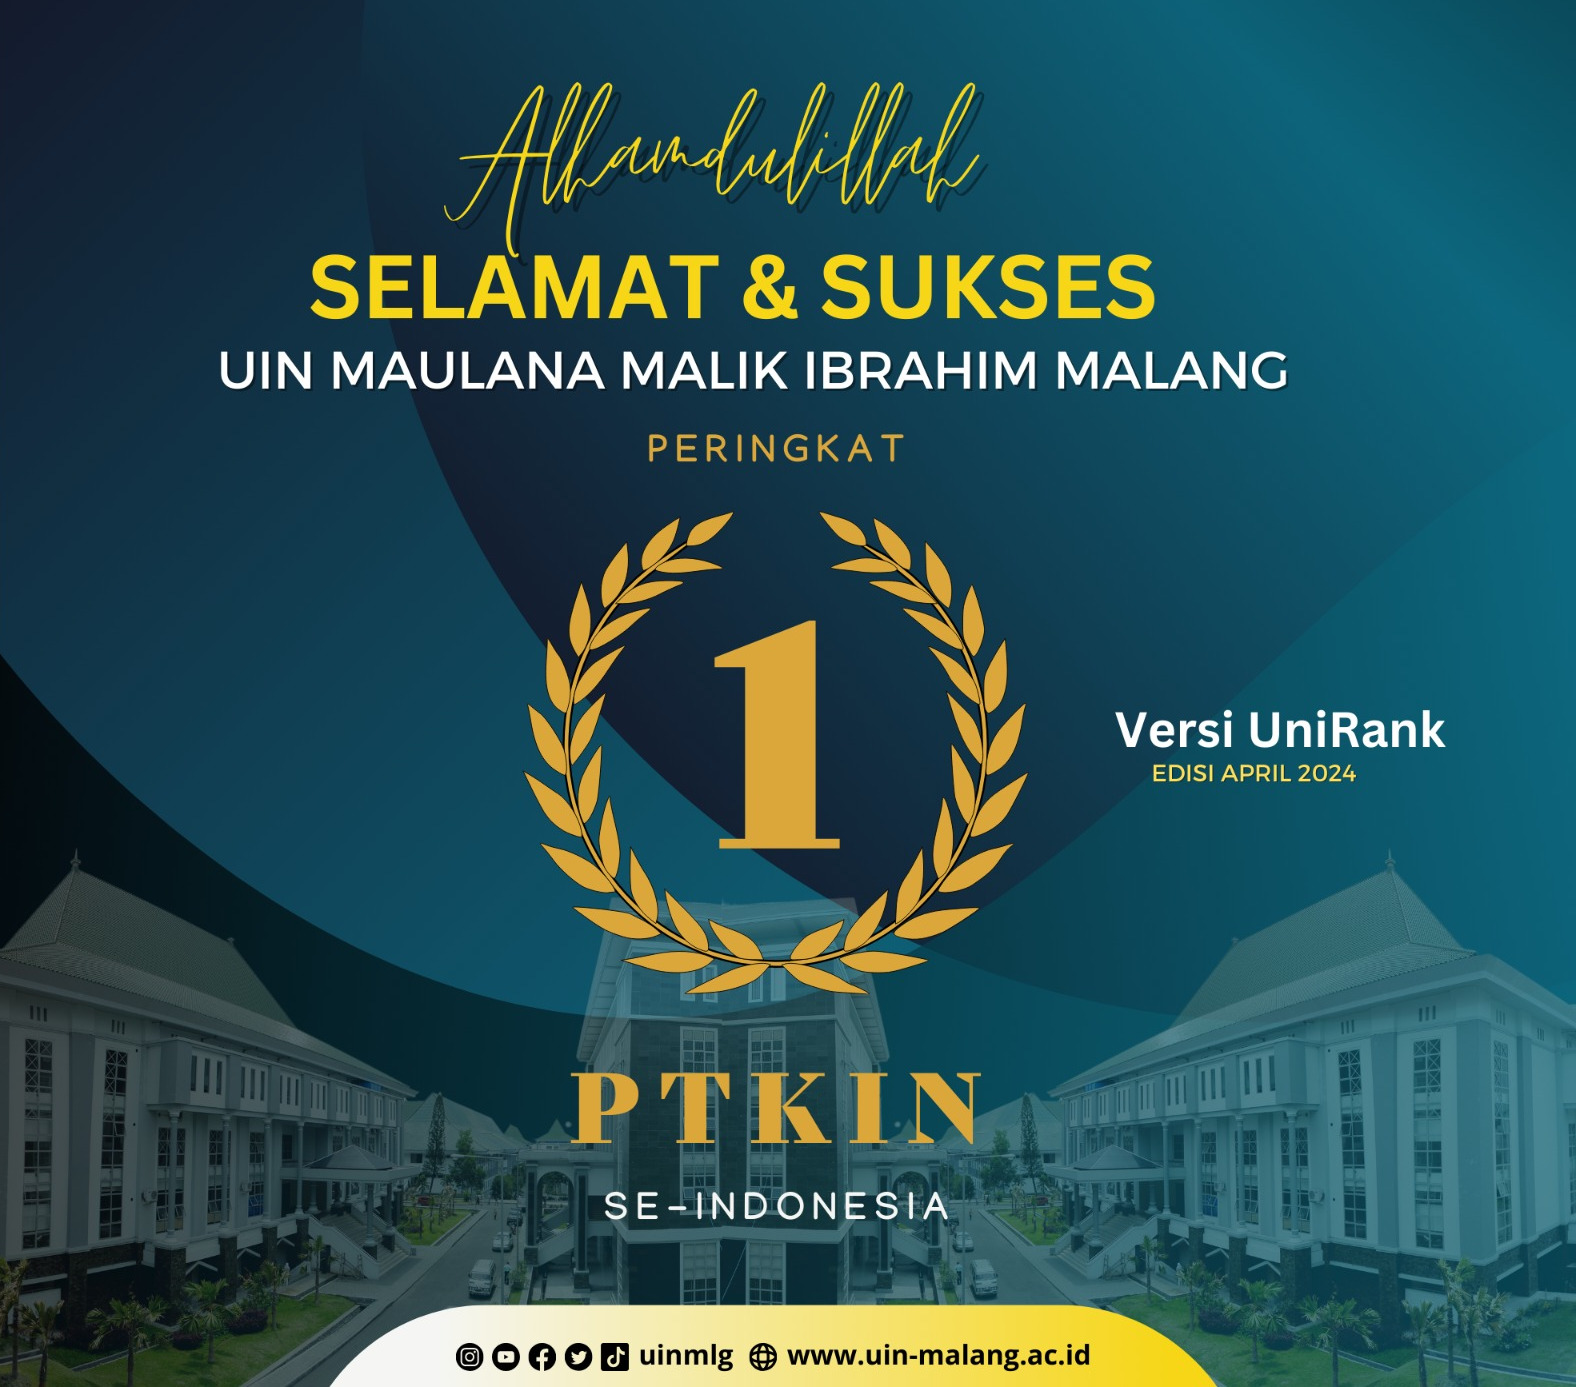 Alhamdulillah
SELAMAT & SUKSES
UIN MAULANA MALIK IBRAHIM MALANG
PERINGKAT
1
Versi UniRank
EDISI APRIL 2024
PTKIN
SE-INDONESIA
uinmlg www.uin-malang.ac.id